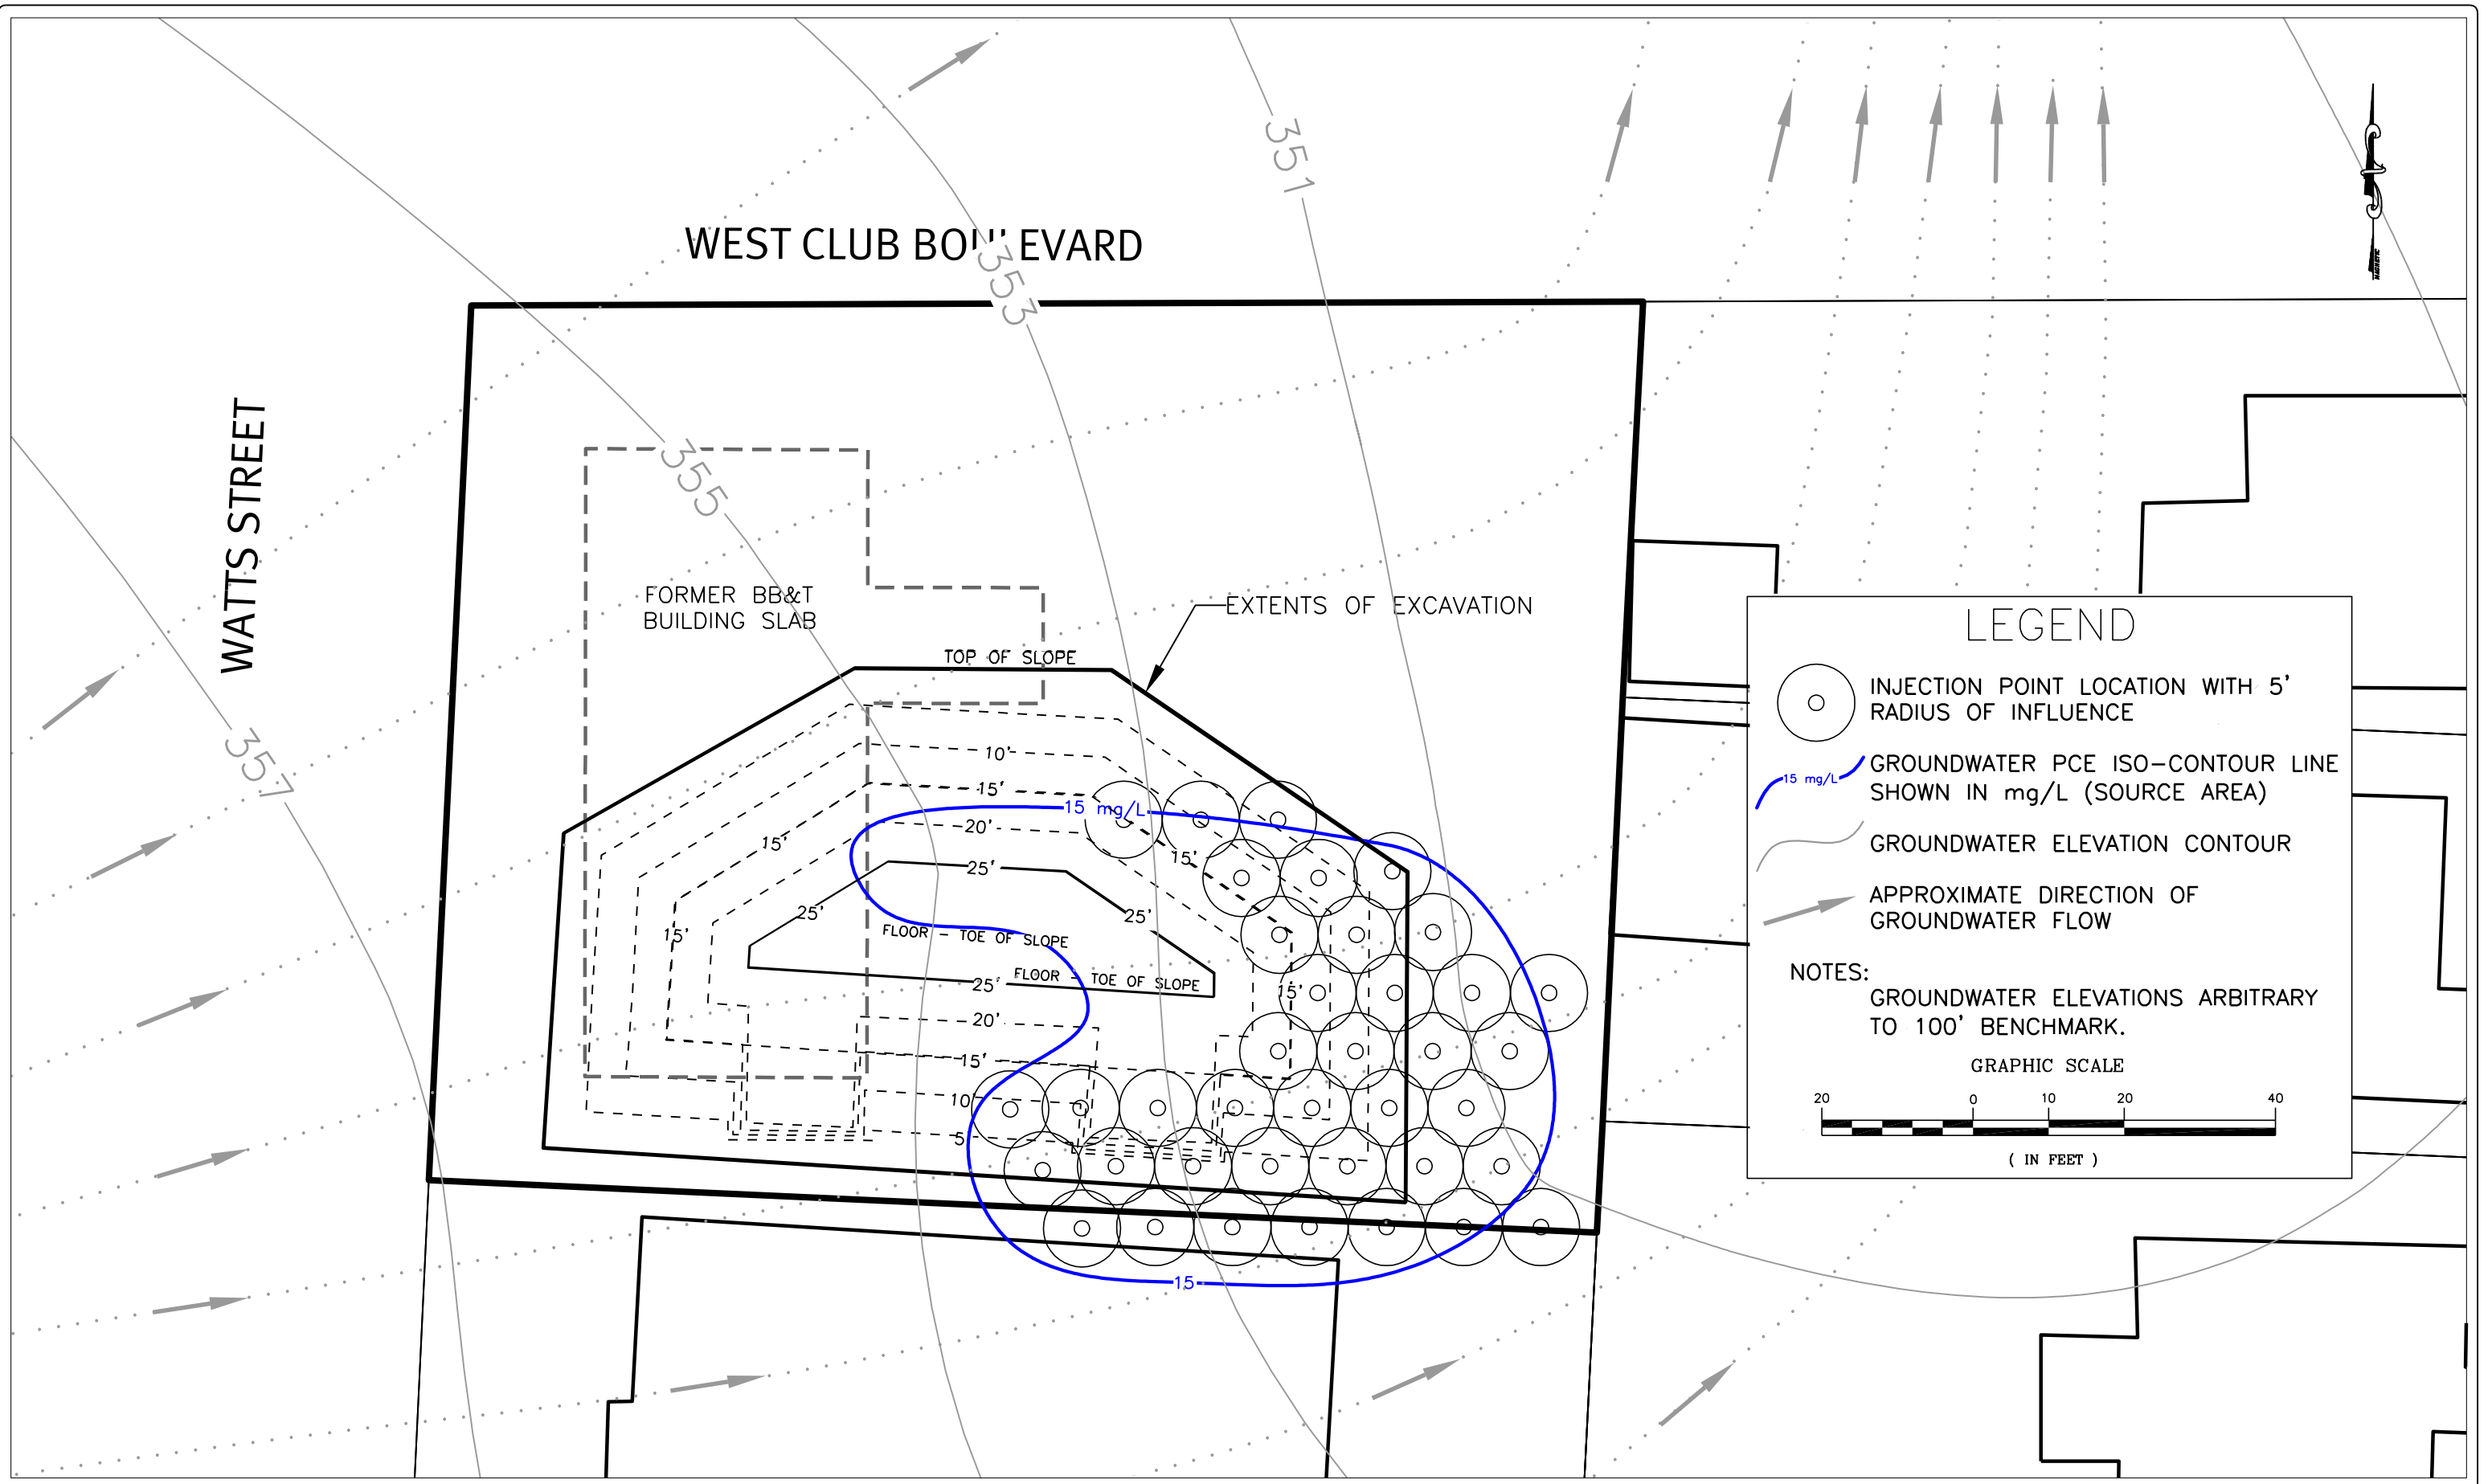 351
WEST CLUB BOULEVARD
353
WATTS STREET
355
FORMER BB&T
BUILDING SLAB
EXTENTS OF EXCAVATION
TOP OF SLOPE
357
10'
15'
15 mg/L
20'
15'
15'
25'
25'
25'
15'
FLOOR - TOE OF SLOPE
FLOOR - TOE OF SLOPE
25'
15'
20'
15'
10'
5'
15
LEGEND
INJECTION POINT LOCATION WITH 5'
RADIUS OF INFLUENCE
15 mg/L
GROUNDWATER PCE ISO-CONTOUR LINE
SHOWN IN mg/L (SOURCE AREA)
GROUNDWATER ELEVATION CONTOUR
APPROXIMATE DIRECTION OF
GROUNDWATER FLOW
NOTES:
GROUNDWATER ELEVATIONS ARBITRARY
TO 100' BENCHMARK.
GRAPHIC SCALE
20 0 10 20 40
( IN FEET )
MAGNETIC